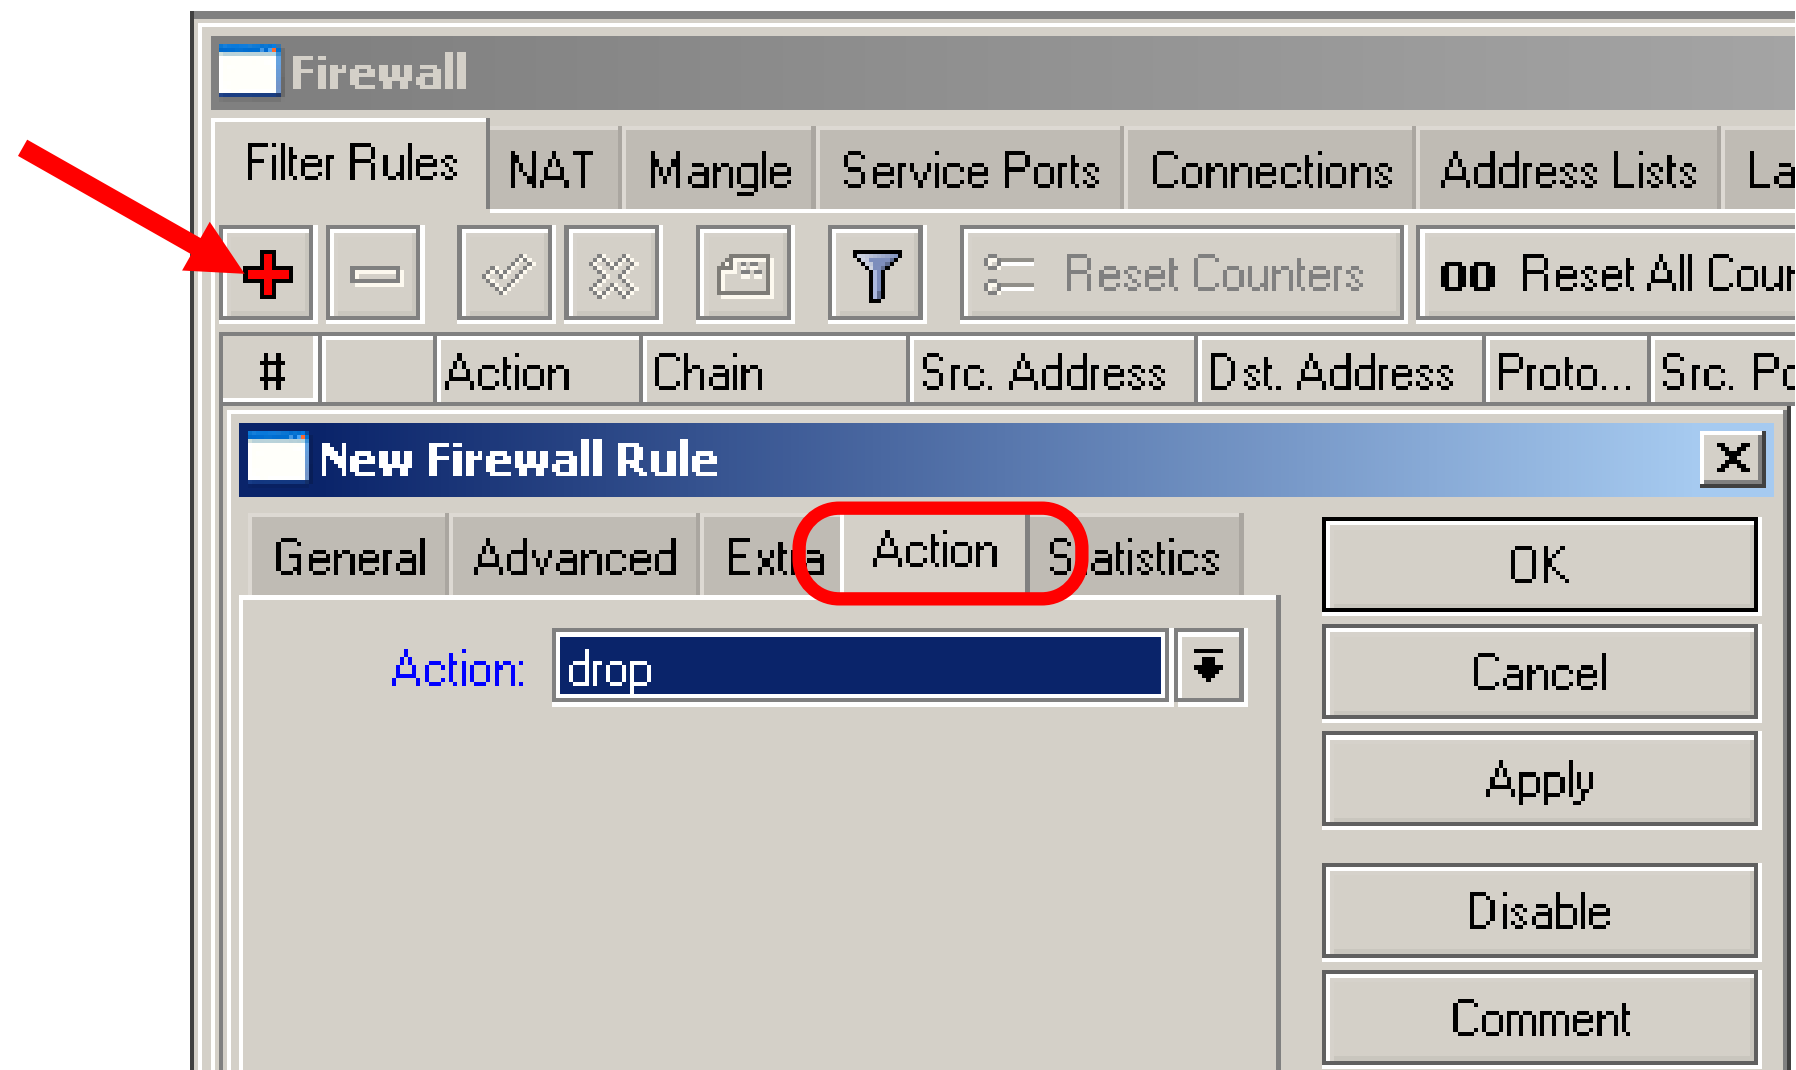 Firewall
Filter Rules NAT Mangle Service Ports Connections Address Lists La
Reset Counters 00 Reset All Cour
# Action Chain Src. Address Dst. Address Proto... Src. Po
New Firewall Rule
General Advanced Extra Action Statistics OK
Action: drop Cancel
Apply
Disable
Comment